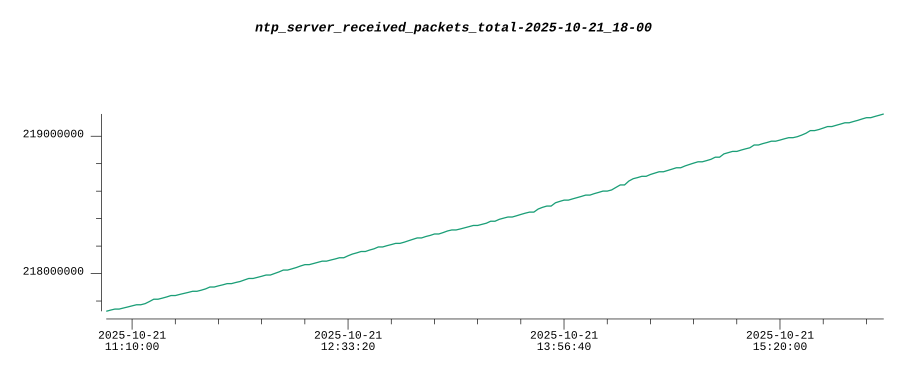 ntp_server_received_packets_total-2025-10-21_18-00
219000000
218000000
2025-10-21 2025-10-21 2025-10-21 2025-10-21
11:10:00 12:33:20 13:56:40 15:20:00